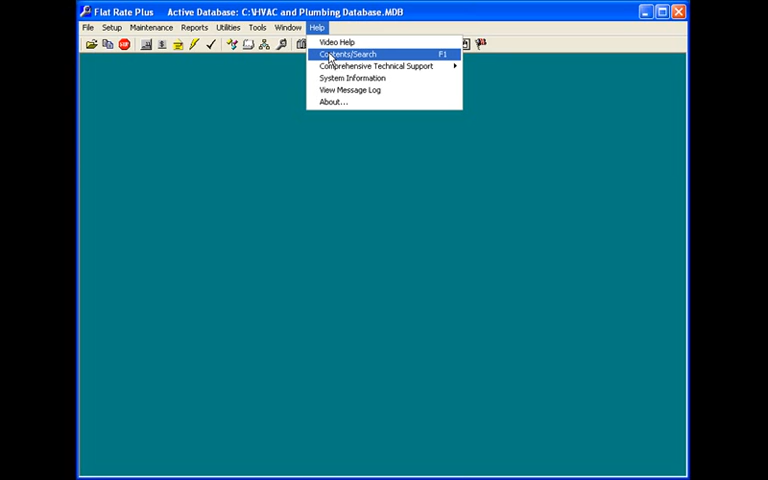 Flat Rate Plus Active Database: C:\HVAC and Plumbing Database.MDB
File Setup Maintenance Reports Utilities Tools Window Help
Video Help
Contents/Search F1
Comprehensive Technical Support
System Information
View Message Log
About...